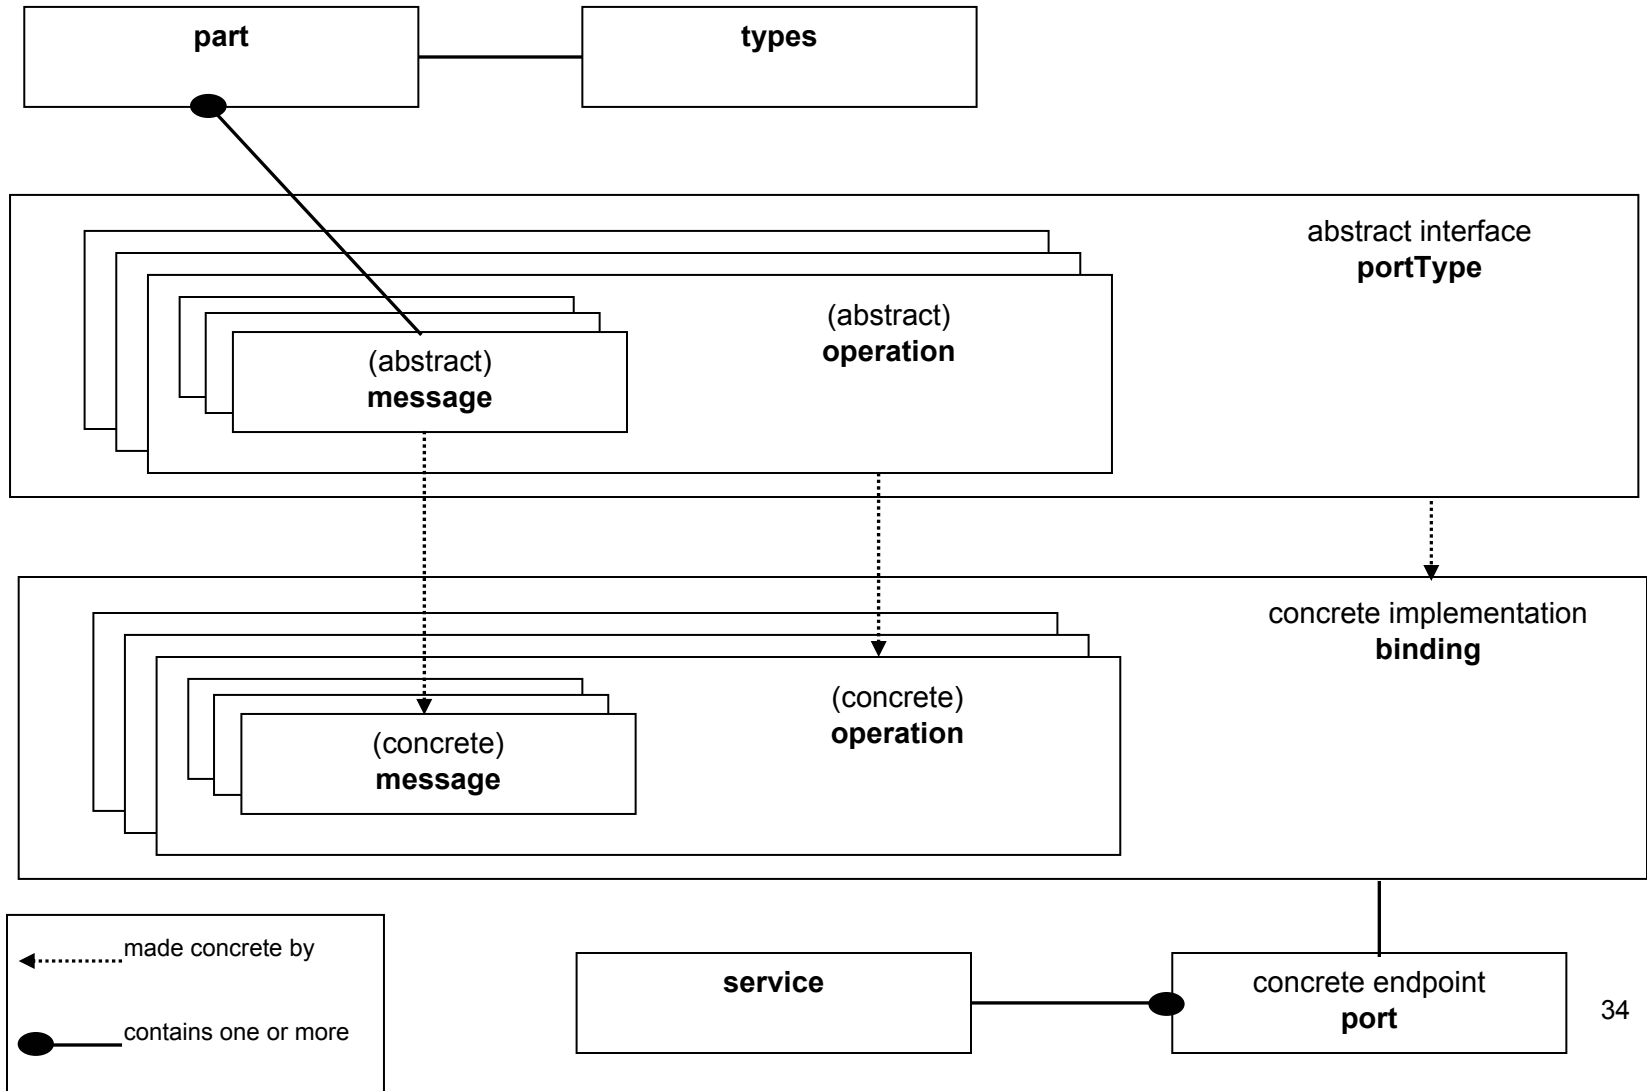 part
types
abstract interface
portType
(abstract)
operation
(abstract)
message
concrete implementation
binding
(concrete)
operation
(concrete)
message
made concrete by
contains one or more
service
concrete endpoint
port
34